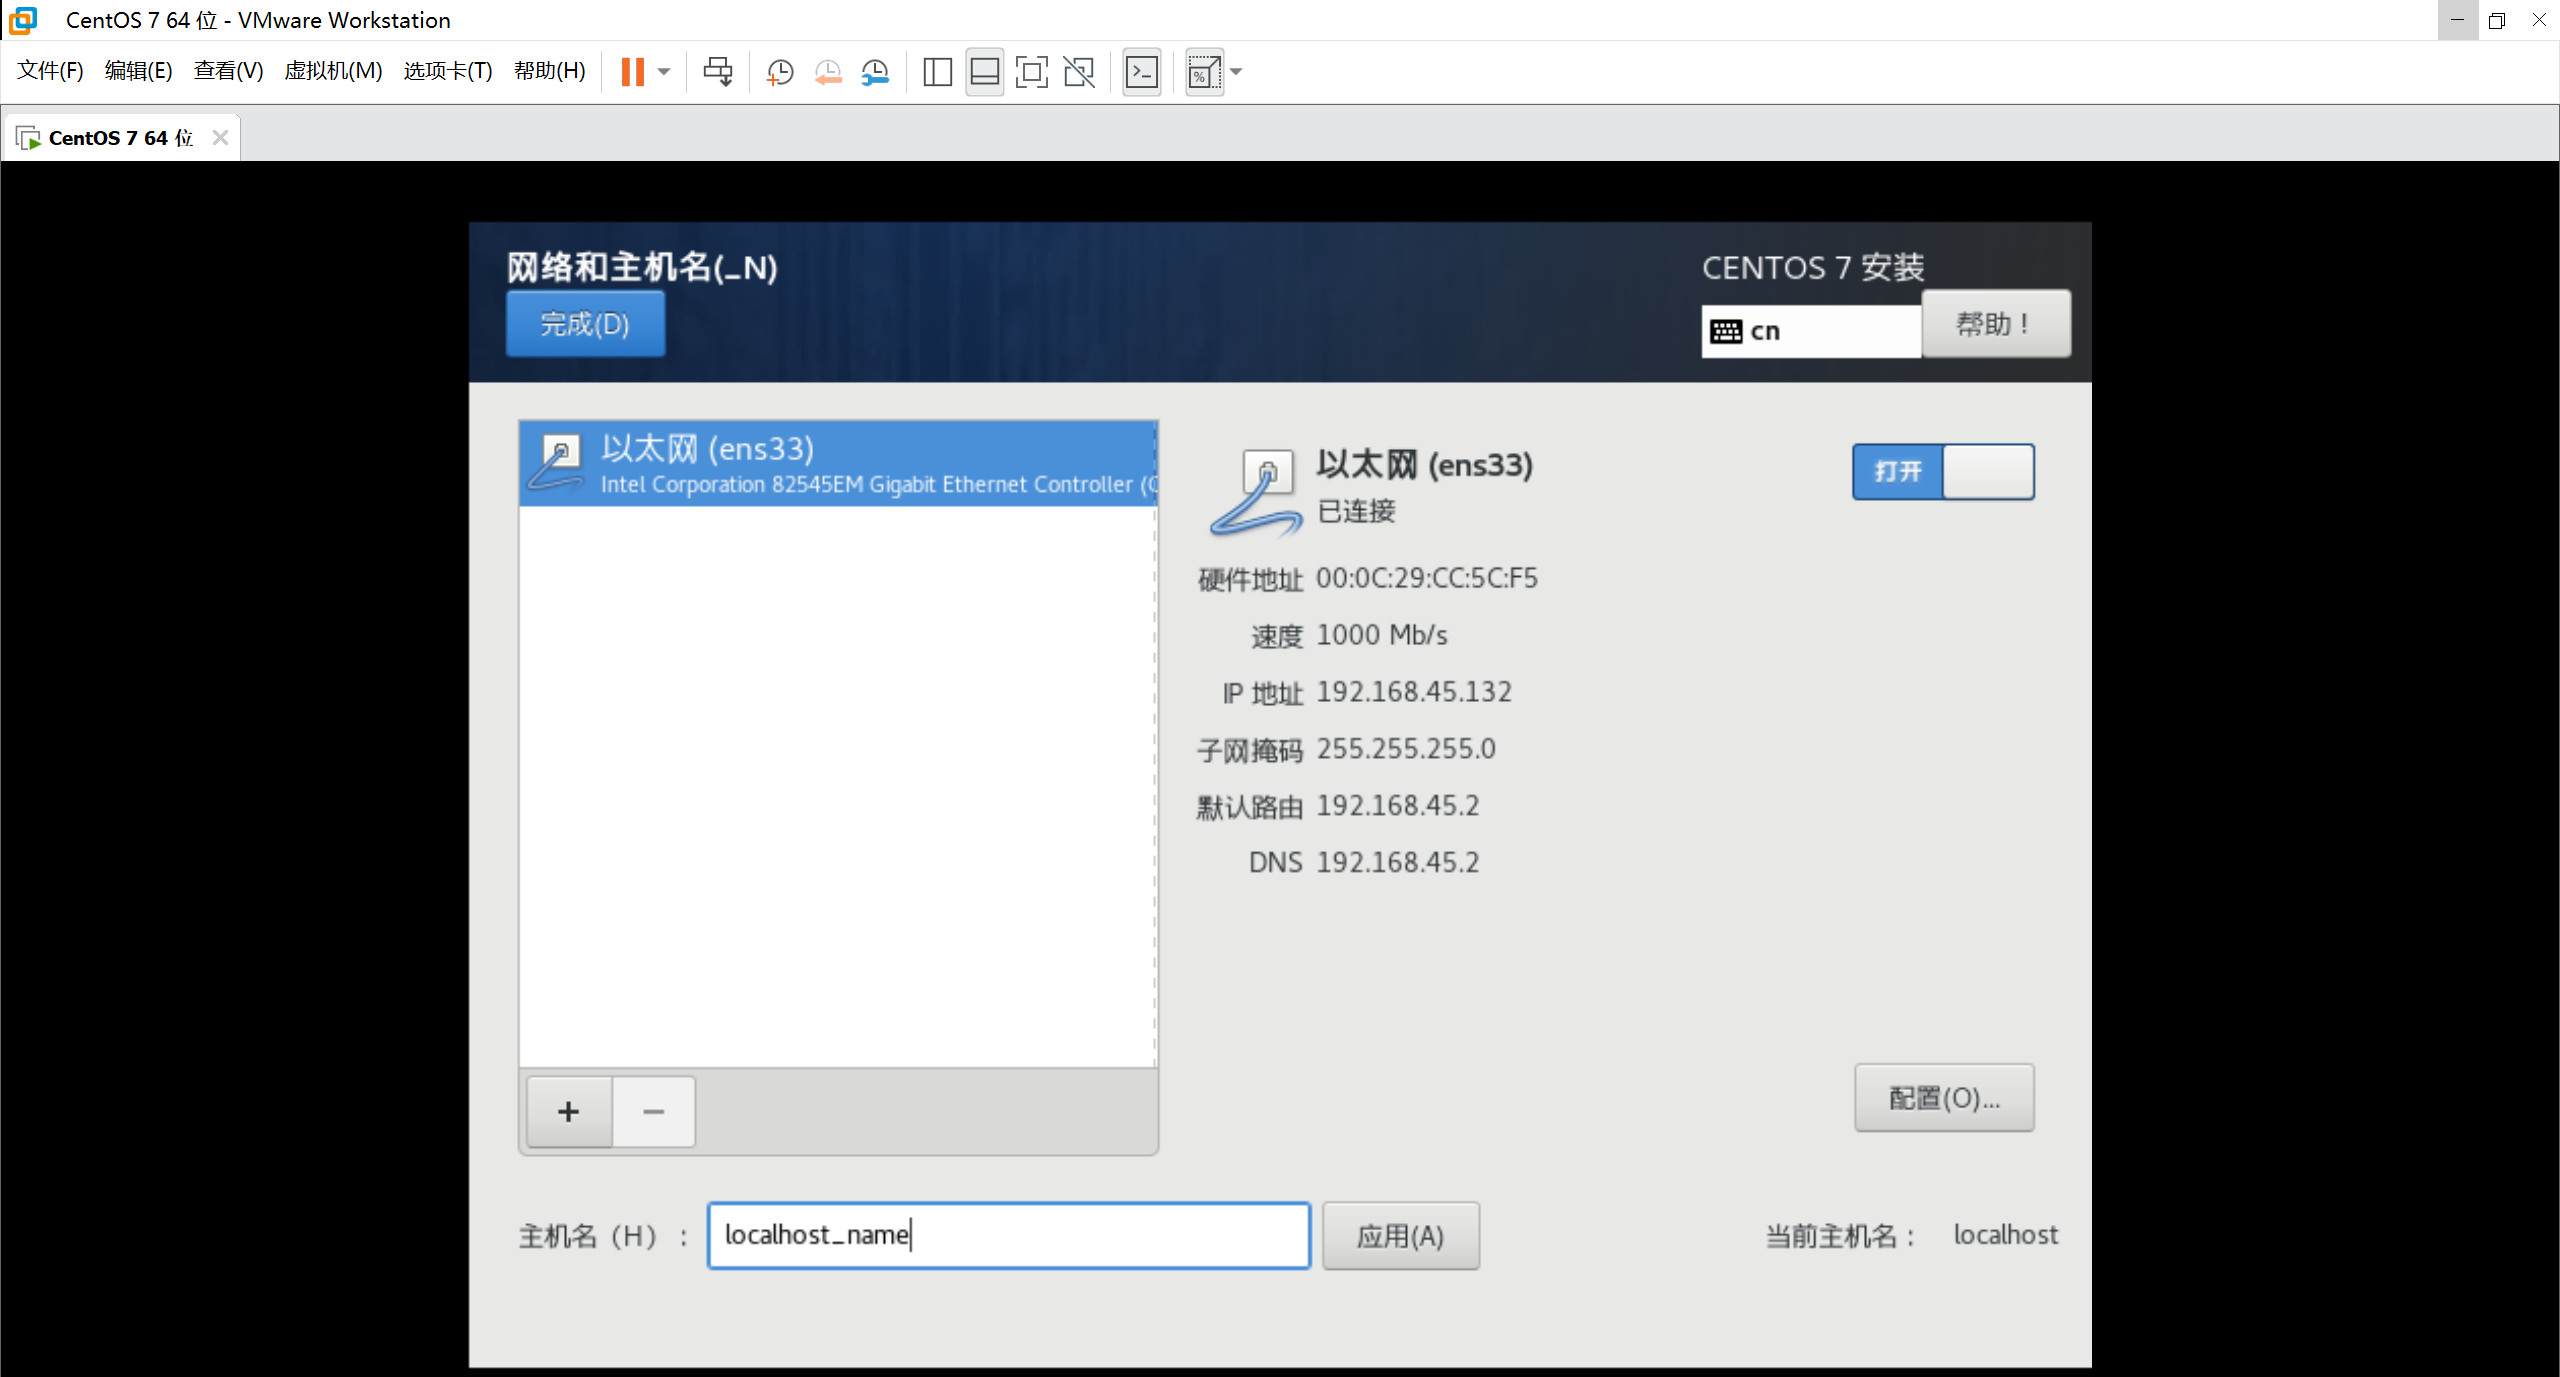 CentOS 7 64 位 - VMware Workstation
文件(F) 编辑(E) 查看(V) 虚拟机(M) 选项卡(T) 帮助(H)
CentOS 7 64 位
网络和主机名(_N)
CENTOS 7 安装
完成(D)
cn
帮助！
以太网 (ens33)
Intel Corporation 82545EM Gigabit Ethernet Controller (
以太网 (ens33)
已连接
打开
硬件地址 00:0C:29:CC:5C:F5
速度 1000 Mb/s
IP 地址 192.168.45.132
子网掩码 255.255.255.0
默认路由 192.168.45.2
DNS 192.168.45.2
+ −
配置(O)...
主机名（H）： localhost_name 应用(A) 当前主机名： localhost